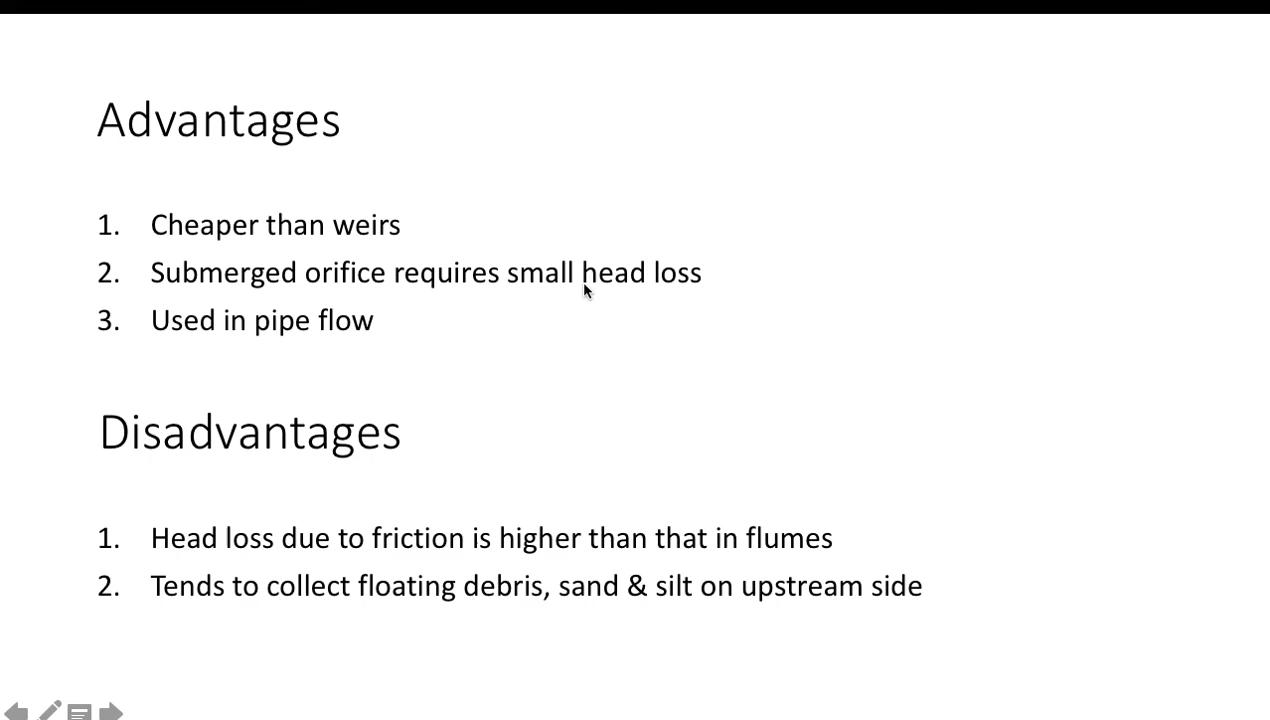 Advantages
1. Cheaper than weirs
2. Submerged orifice requires small head loss
3. Used in pipe flow
Disadvantages
1. Head loss due to friction is higher than that in flumes
2. Tends to collect floating debris, sand & silt on upstream side